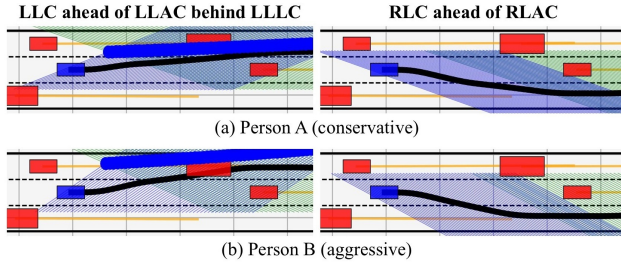 LLC ahead of LLAC behind LLLC
RLC ahead of RLAC
(a) Person A (conservative)
(b) Person B (aggressive)